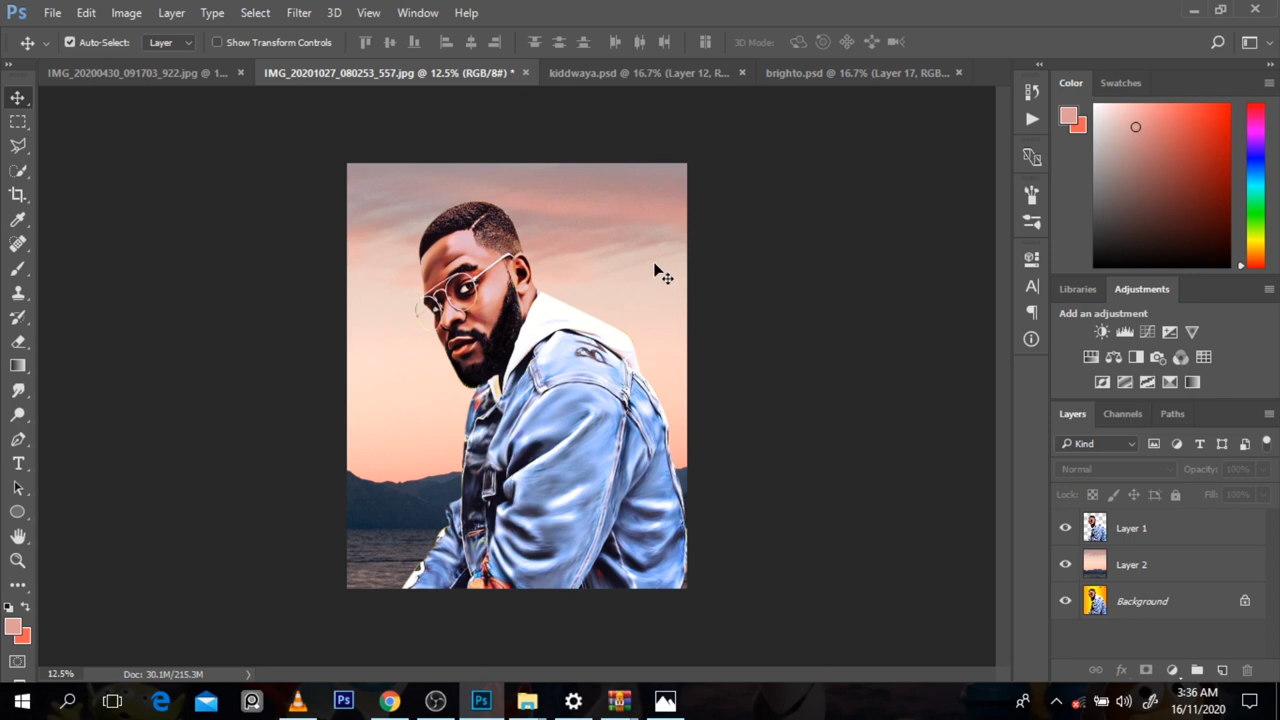 Ps File Edit Image Layer Type Select Filter 3D View Window Help
Auto-Select: Layer Show Transform Controls 3D Mode:
IMG_20200430_091703_922.jpg @ 1... × IMG_20201027_080253_557.jpg @ 12.5% (RGB/8#) * × kiddwaya.psd @ 16.7% (Layer 12, R... × brighto.psd @ 16.7% (Layer 17, RGB... ×
Color Swatches
Libraries Adjustments
Add an adjustment
Layers Channels Paths
Kind
Normal Opacity: 100%
Lock: Fill: 100%
Layer 1
Layer 2
Background
12.5% Doc: 30.1M/215.3M
Ps Ps
3:36 AM
16/11/2020